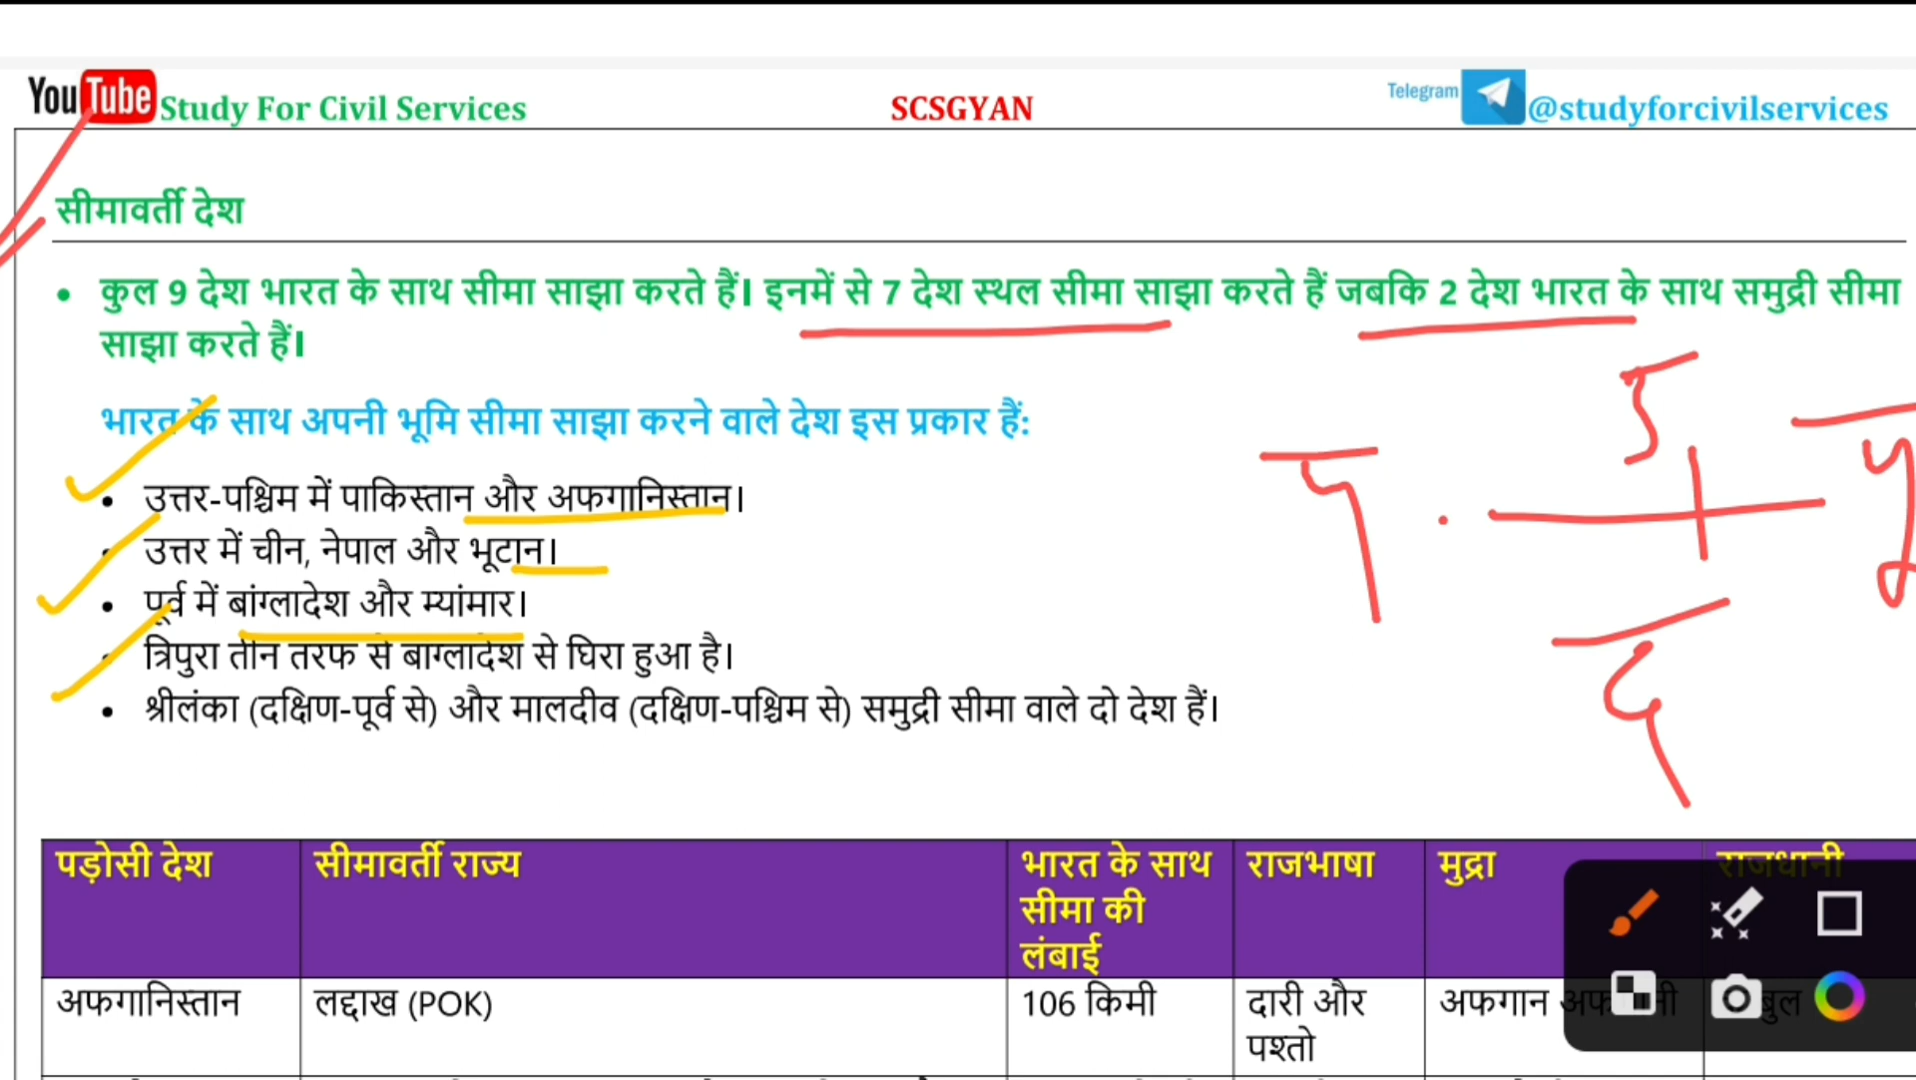 YouTube Study For Civil Services SCSGYAN Telegram @studyforcivilservices
सीमावर्ती देश
• कुल 9 देश भारत के साथ सीमा साझा करते हैं। इनमें से 7 देश स्थल सीमा साझा करते हैं जबकि 2 देश भारत के साथ समुद्री सीमा
साझा करते हैं।
भारत के साथ अपनी भूमि सीमा साझा करने वाले देश इस प्रकार हैं:
• उत्तर-पश्चिम में पाकिस्तान और अफगानिस्तान।
• उत्तर में चीन, नेपाल और भूटान।
• पूर्व में बांग्लादेश और म्यांमार।
• त्रिपुरा तीन तरफ से बांग्लादेश से घिरा हुआ है।
• श्रीलंका (दक्षिण-पूर्व से) और मालदीव (दक्षिण-पश्चिम से) समुद्री सीमा वाले दो देश हैं।
उ
प
पू
द
पड़ोसी देश सीमावर्ती राज्य भारत के साथ राजभाषा मुद्रा राजधानी
सीमा की
लंबाई
अफगानिस्तान लद्दाख (POK) 106 किमी दारी और अफगान
पश्तो